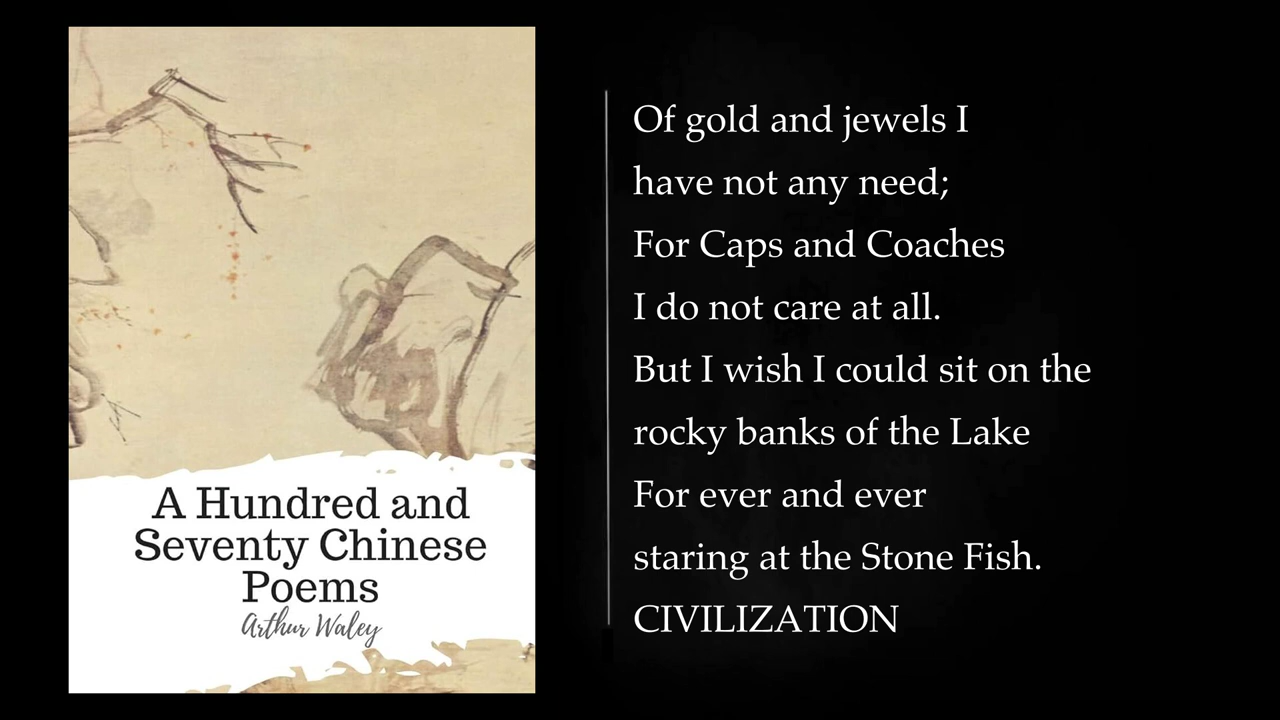 A Hundred and
Seventy Chinese
Poems
Arthur Waley
Of gold and jewels I
have not any need;
For Caps and Coaches
I do not care at all.
But I wish I could sit on the
rocky banks of the Lake
For ever and ever
staring at the Stone Fish.
CIVILIZATION